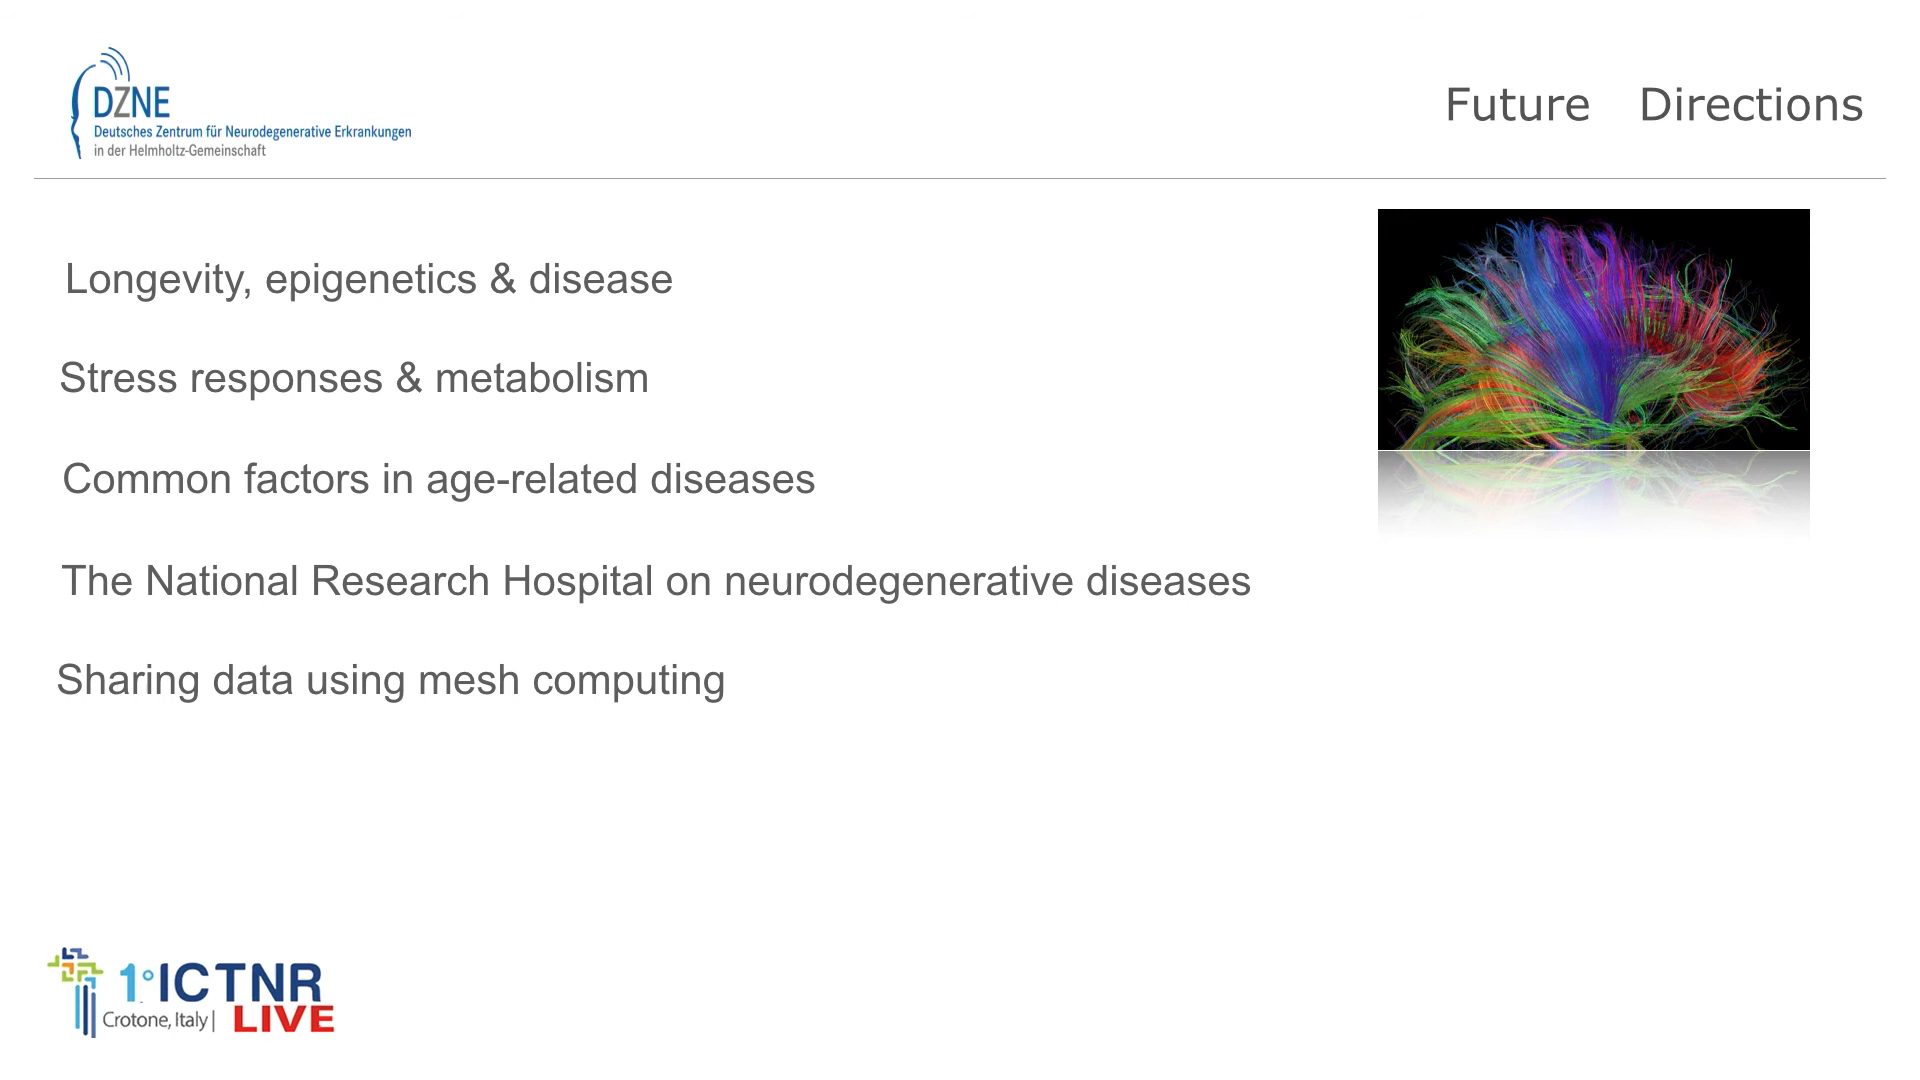 DZNE
Deutsches Zentrum für Neurodegenerative Erkrankungen
in der Helmholtz-Gemeinschaft
Future Directions
Longevity, epigenetics & disease
Stress responses & metabolism
Common factors in age-related diseases
The National Research Hospital on neurodegenerative diseases
Sharing data using mesh computing
1° ICTNR
Crotone, Italy | LIVE